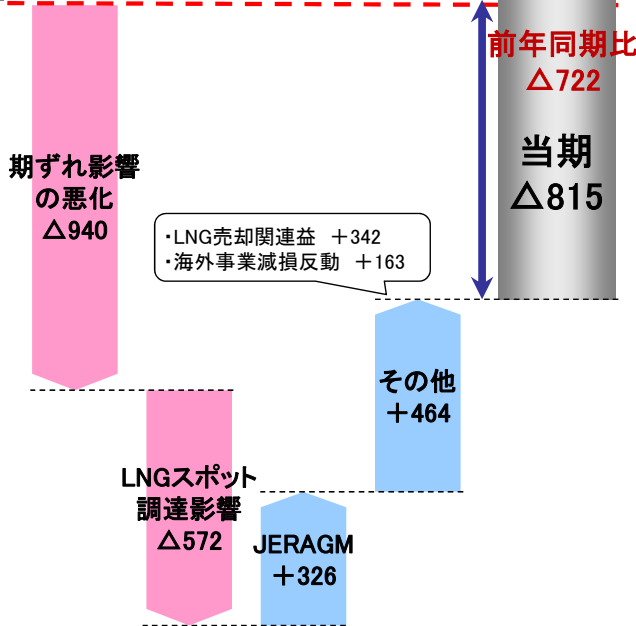 前年同期比
△722
当期
△815
期ずれ影響
の悪化
△940
・LNG売却関連益　＋342
・海外事業減損反動　＋163
その他
＋464
LNGスポット
調達影響
△572
JERAGM
＋326